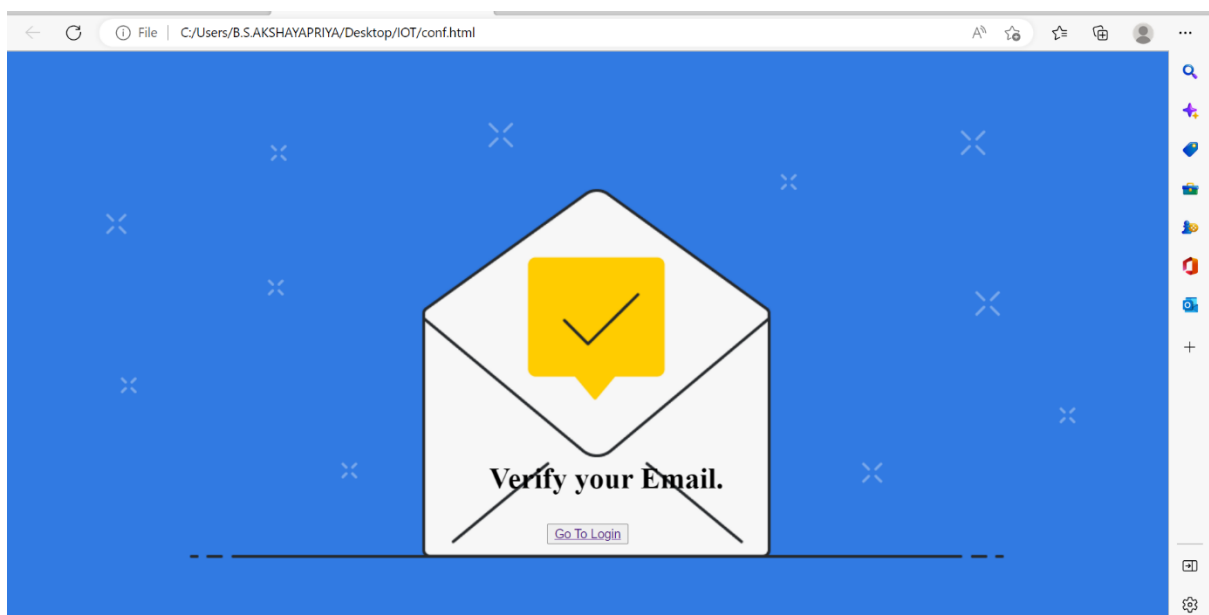 File | C:/Users/B.S.AKSHAYAPRIYA/Desktop/IOT/conf.html
Verify your Email.
Go To Login